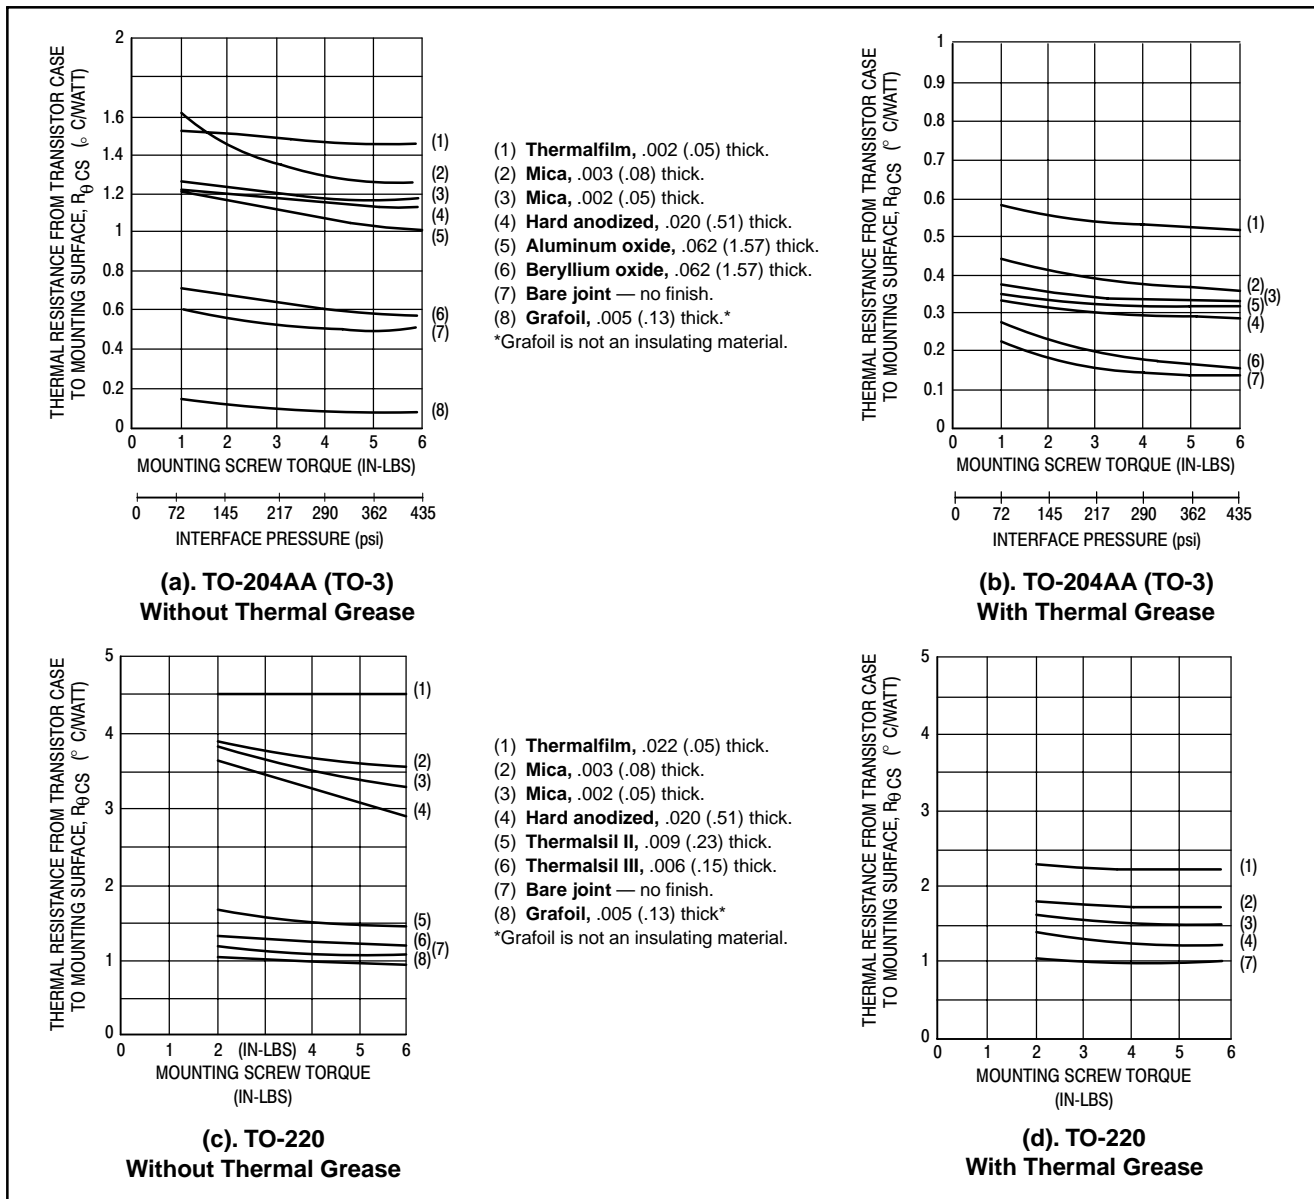 THERMAL RESISTANCE FROM TRANSISTOR CASE
TO MOUNTING SURFACE, RθCS (° C/WATT)
2
1.6
1.4
1.2
1
0.8
0.6
0.4
0.2
0
(1)
(2)
(3)
(4)
(5)
(6)
(7)
(8)
0 1 2 3 4 5 6
MOUNTING SCREW TORQUE (IN-LBS)
0 72 145 217 290 362 435
INTERFACE PRESSURE (psi)
(a). TO-204AA (TO-3)
Without Thermal Grease
(1) Thermalfilm, .002 (.05) thick.
(2) Mica, .003 (.08) thick.
(3) Mica, .002 (.05) thick.
(4) Hard anodized, .020 (.51) thick.
(5) Aluminum oxide, .062 (1.57) thick.
(6) Beryllium oxide, .062 (1.57) thick.
(7) Bare joint — no finish.
(8) Grafoil, .005 (.13) thick.*
*Grafoil is not an insulating material.
THERMAL RESISTANCE FROM TRANSISTOR CASE
TO MOUNTING SURFACE, RθCS (° C/WATT)
1
0.9
0.8
0.7
0.6
0.5
0.4
0.3
0.2
0.1
0
(1)
(2)
(3)
(5)
(4)
(6)
(7)
0 1 2 3 4 5 6
MOUNTING SCREW TORQUE (IN-LBS)
0 72 145 217 290 362 435
INTERFACE PRESSURE (psi)
(b). TO-204AA (TO-3)
With Thermal Grease
THERMAL RESISTANCE FROM TRANSISTOR CASE
TO MOUNTING SURFACE, RθCS (° C/WATT)
5
4
3
2
1
0
(1)
(2)
(3)
(4)
(5)
(6)
(7)
(8)
0 1 2 (IN-LBS) 4 5 6
MOUNTING SCREW TORQUE
(IN-LBS)
(c). TO-220
Without Thermal Grease
(1) Thermalfilm, .022 (.05) thick.
(2) Mica, .003 (.08) thick.
(3) Mica, .002 (.05) thick.
(4) Hard anodized, .020 (.51) thick.
(5) Thermalsil II, .009 (.23) thick.
(6) Thermalsil III, .006 (.15) thick.
(7) Bare joint — no finish.
(8) Grafoil, .005 (.13) thick*
*Grafoil is not an insulating material.
THERMAL RESISTANCE FROM TRANSISTOR CASE
TO MOUNTING SURFACE, RθCS (° C/WATT)
5
4
3
2
1
0
(1)
(2)
(3)
(4)
(7)
0 1 2 3 4 5 6
MOUNTING SCREW TORQUE
(IN-LBS)
(d). TO-220
With Thermal Grease